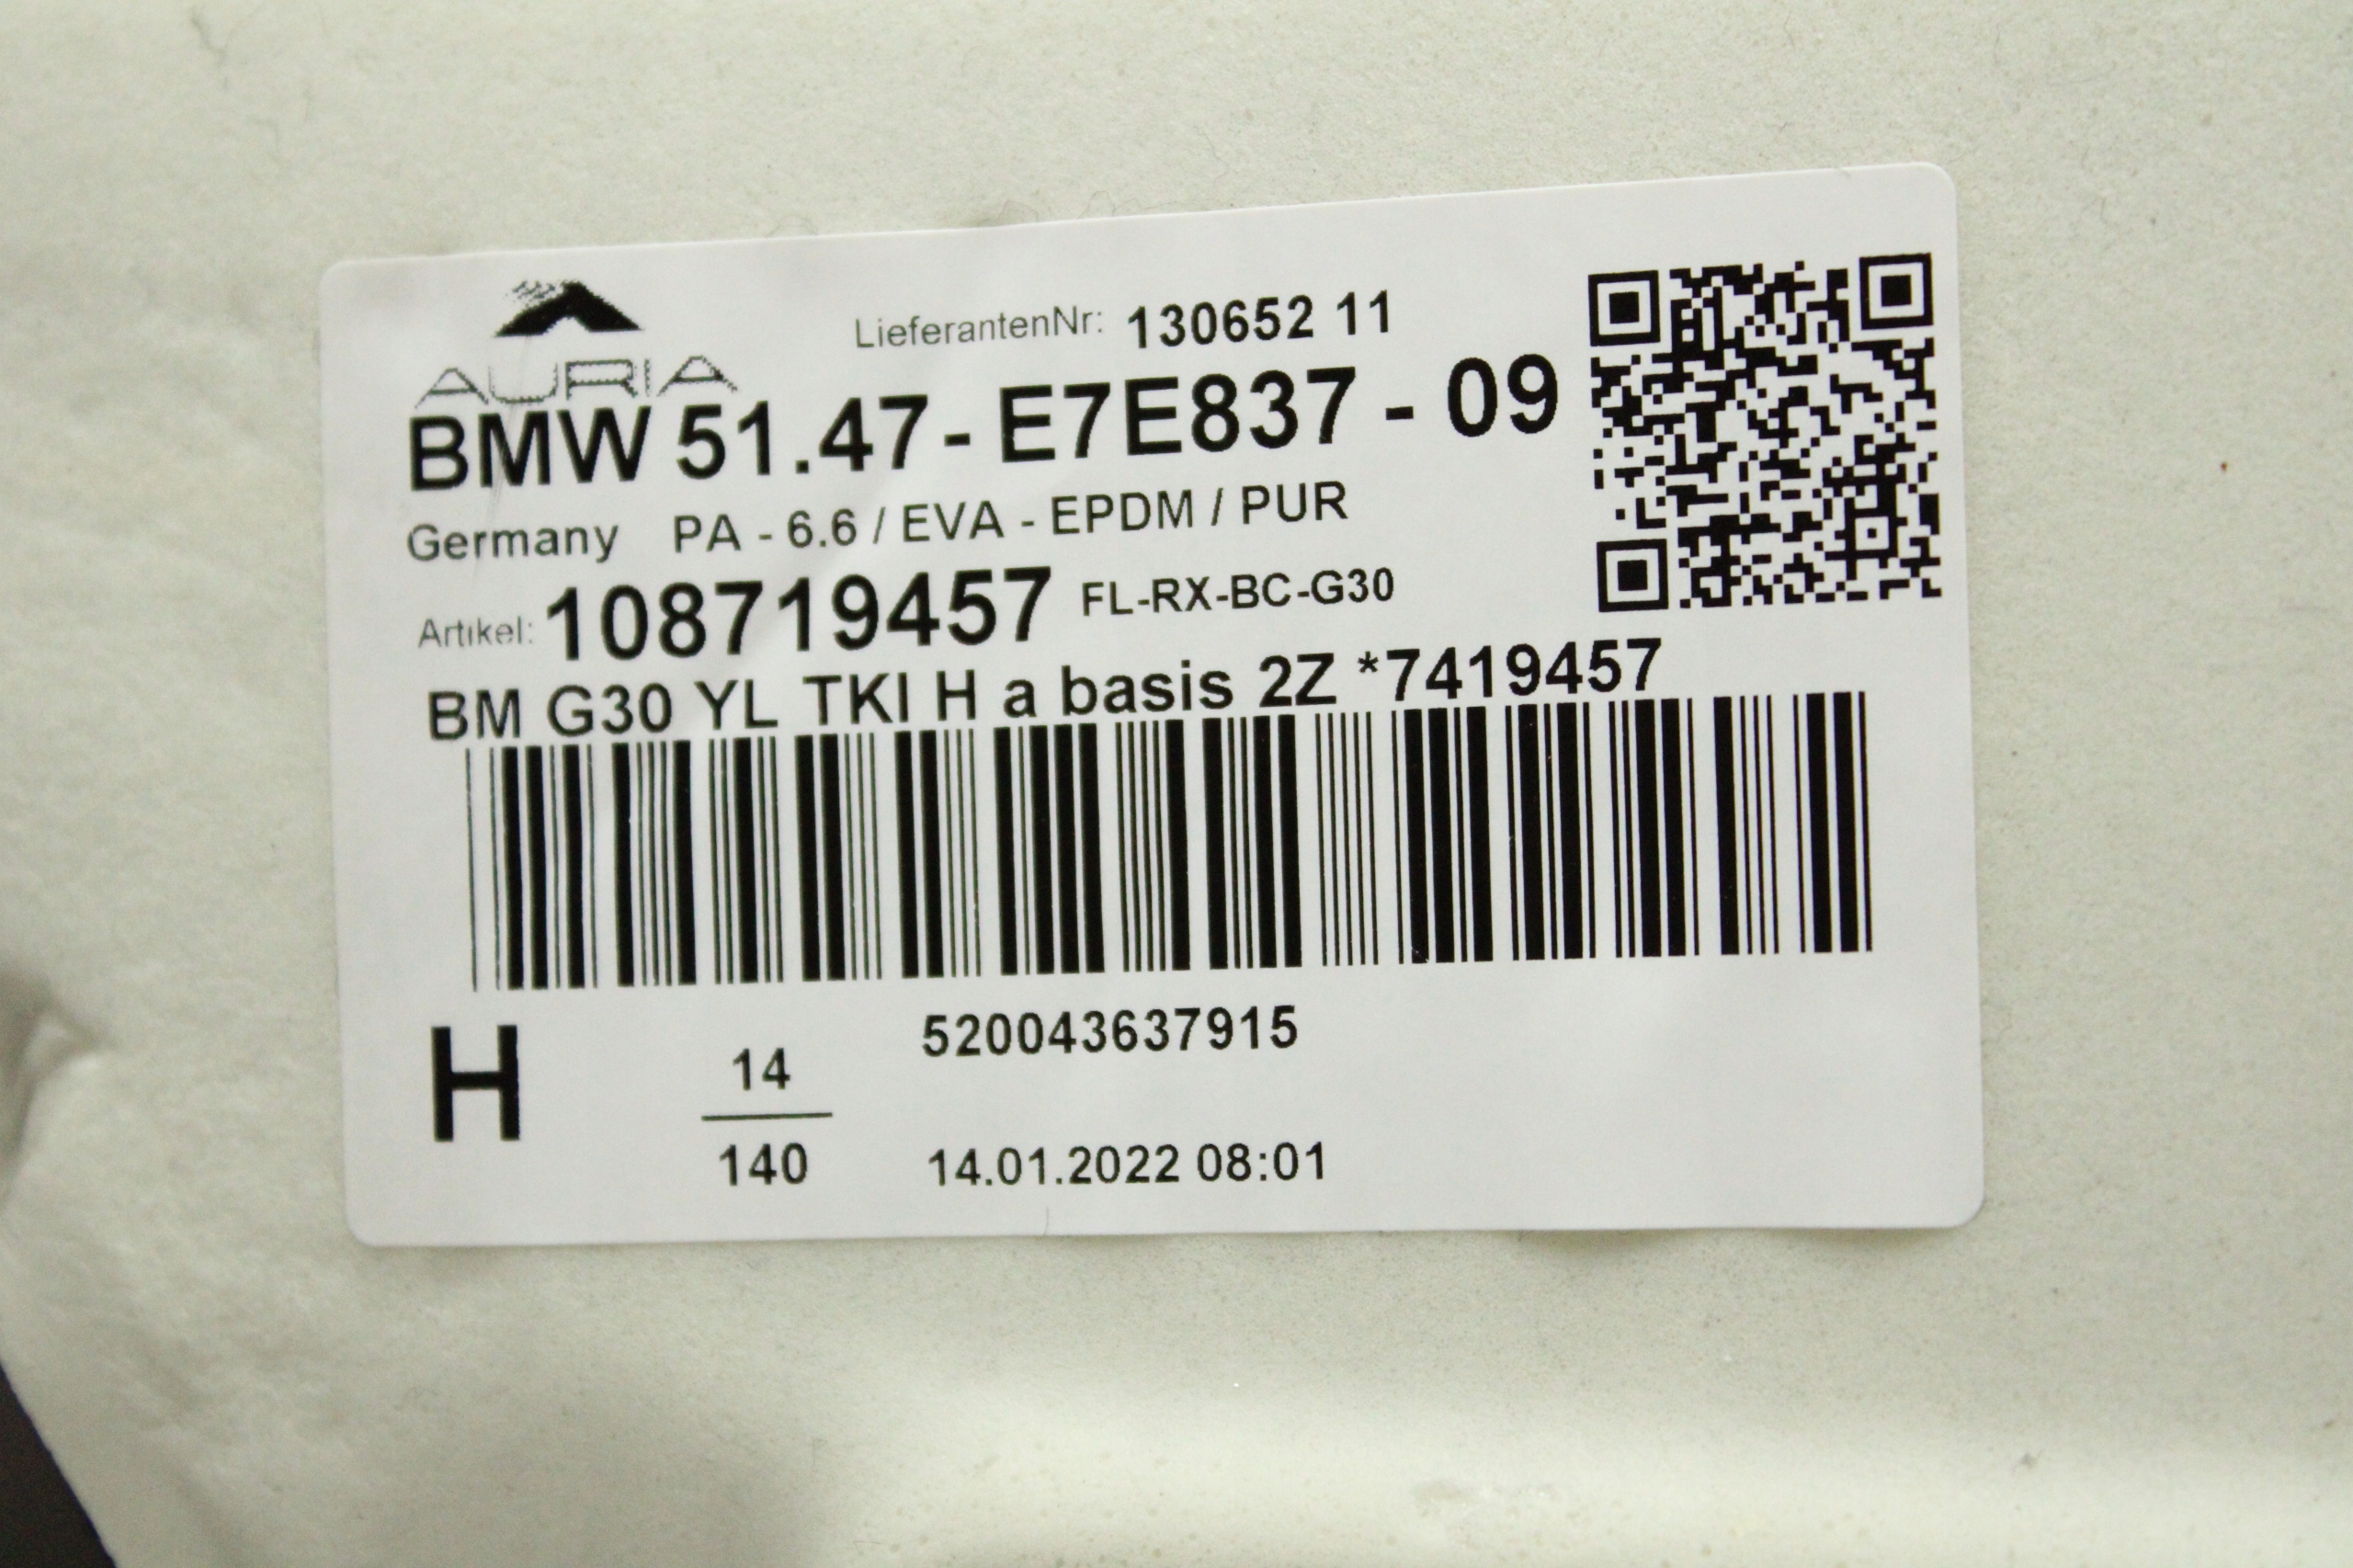 AURIA
LieferantenNr: 130652 11
BMW 51.47- E7E837 - 09
Germany PA - 6.6 / EVA - EPDM / PUR
Artikel: 108719457 FL-RX-BC-G30
BM G30 YL TKI H a basis 2Z *7419457
520043637915
H
14
140
14.01.2022 08:01